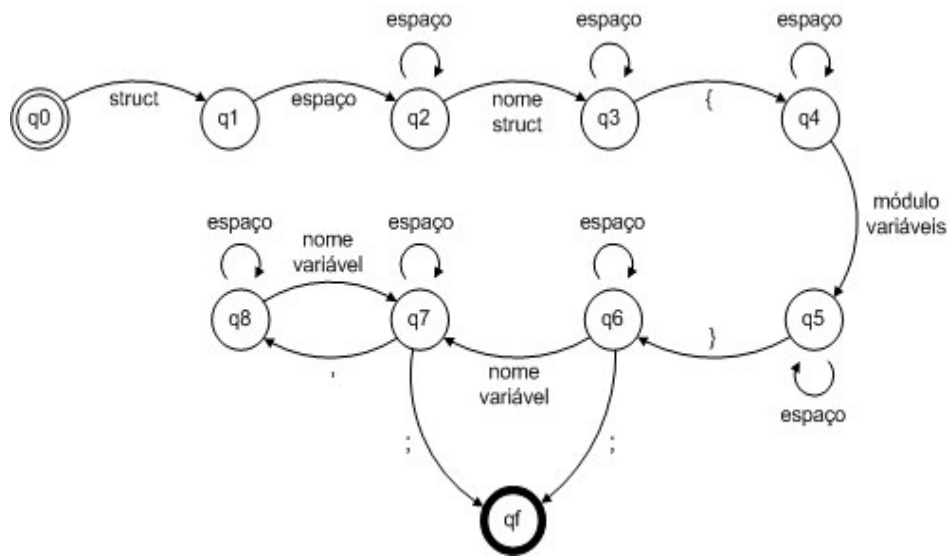 espaço
espaço
espaço
q0
struct
q1
espaço
q2
nome
struct
q3
{
q4
módulo
variáveis
espaço
nome
variável
espaço
espaço
q8
q7
q6
q5
,
nome
variável
}
espaço
;
;
qf